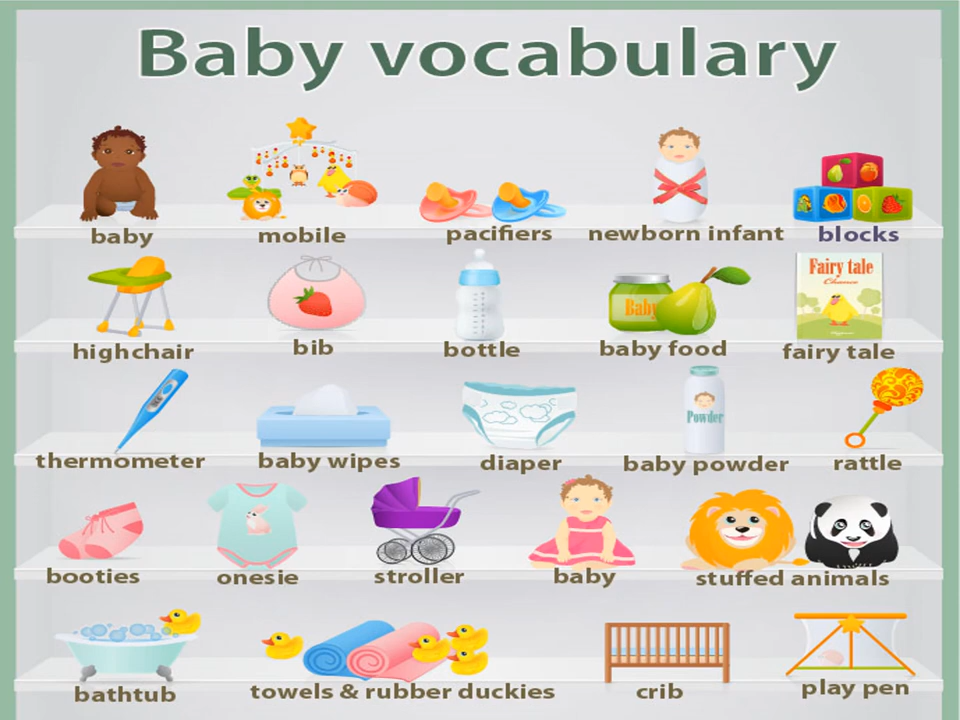 Baby vocabulary
baby
mobile
pacifiers
newborn infant
blocks
Fairy tale
Chance
Baby
highchair
bib
bottle
baby food
fairy tale
Powder
thermometer
baby wipes
diaper
baby powder
rattle
booties
onesie
stroller
baby
stuffed animals
bathtub
towels & rubber duckies
crib
play pen